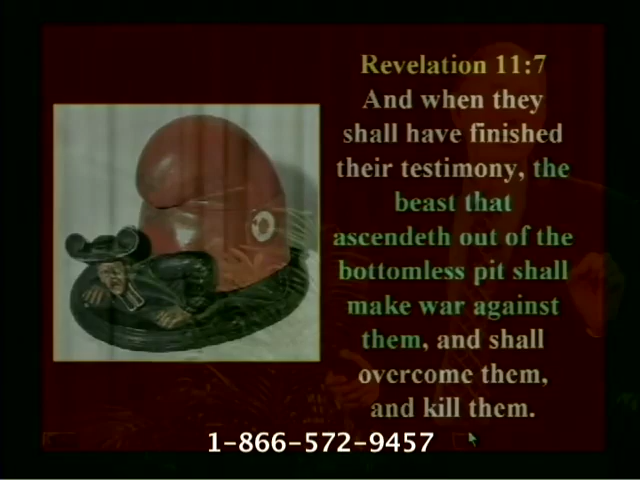 Revelation 11:7
And when they
shall have finished
their testimony, the
beast that
ascendeth out of the
bottomless pit shall
make war against
them, and shall
overcome them,
and kill them.
1-866-572-9457